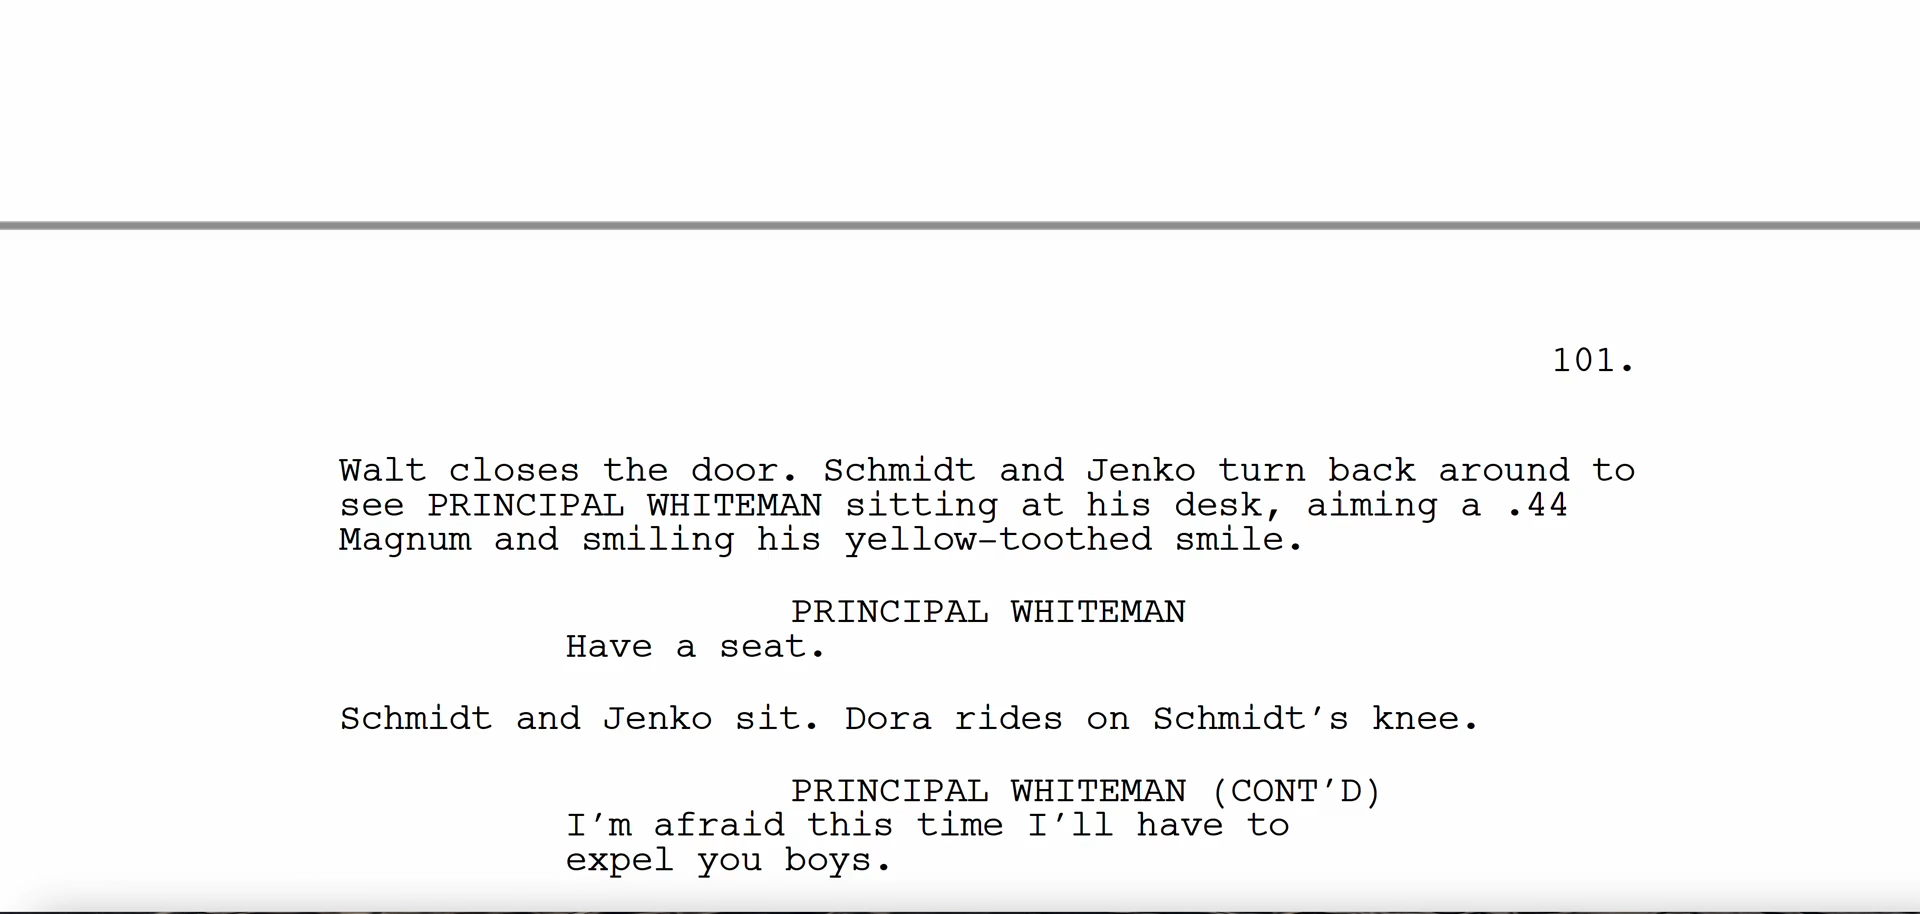 101.
Walt closes the door. Schmidt and Jenko turn back around to
see PRINCIPAL WHITEMAN sitting at his desk, aiming a .44
Magnum and smiling his yellow-toothed smile.
PRINCIPAL WHITEMAN
Have a seat.
Schmidt and Jenko sit. Dora rides on Schmidt's knee.
PRINCIPAL WHITEMAN (CONT'D)
I'm afraid this time I'll have to
expel you boys.